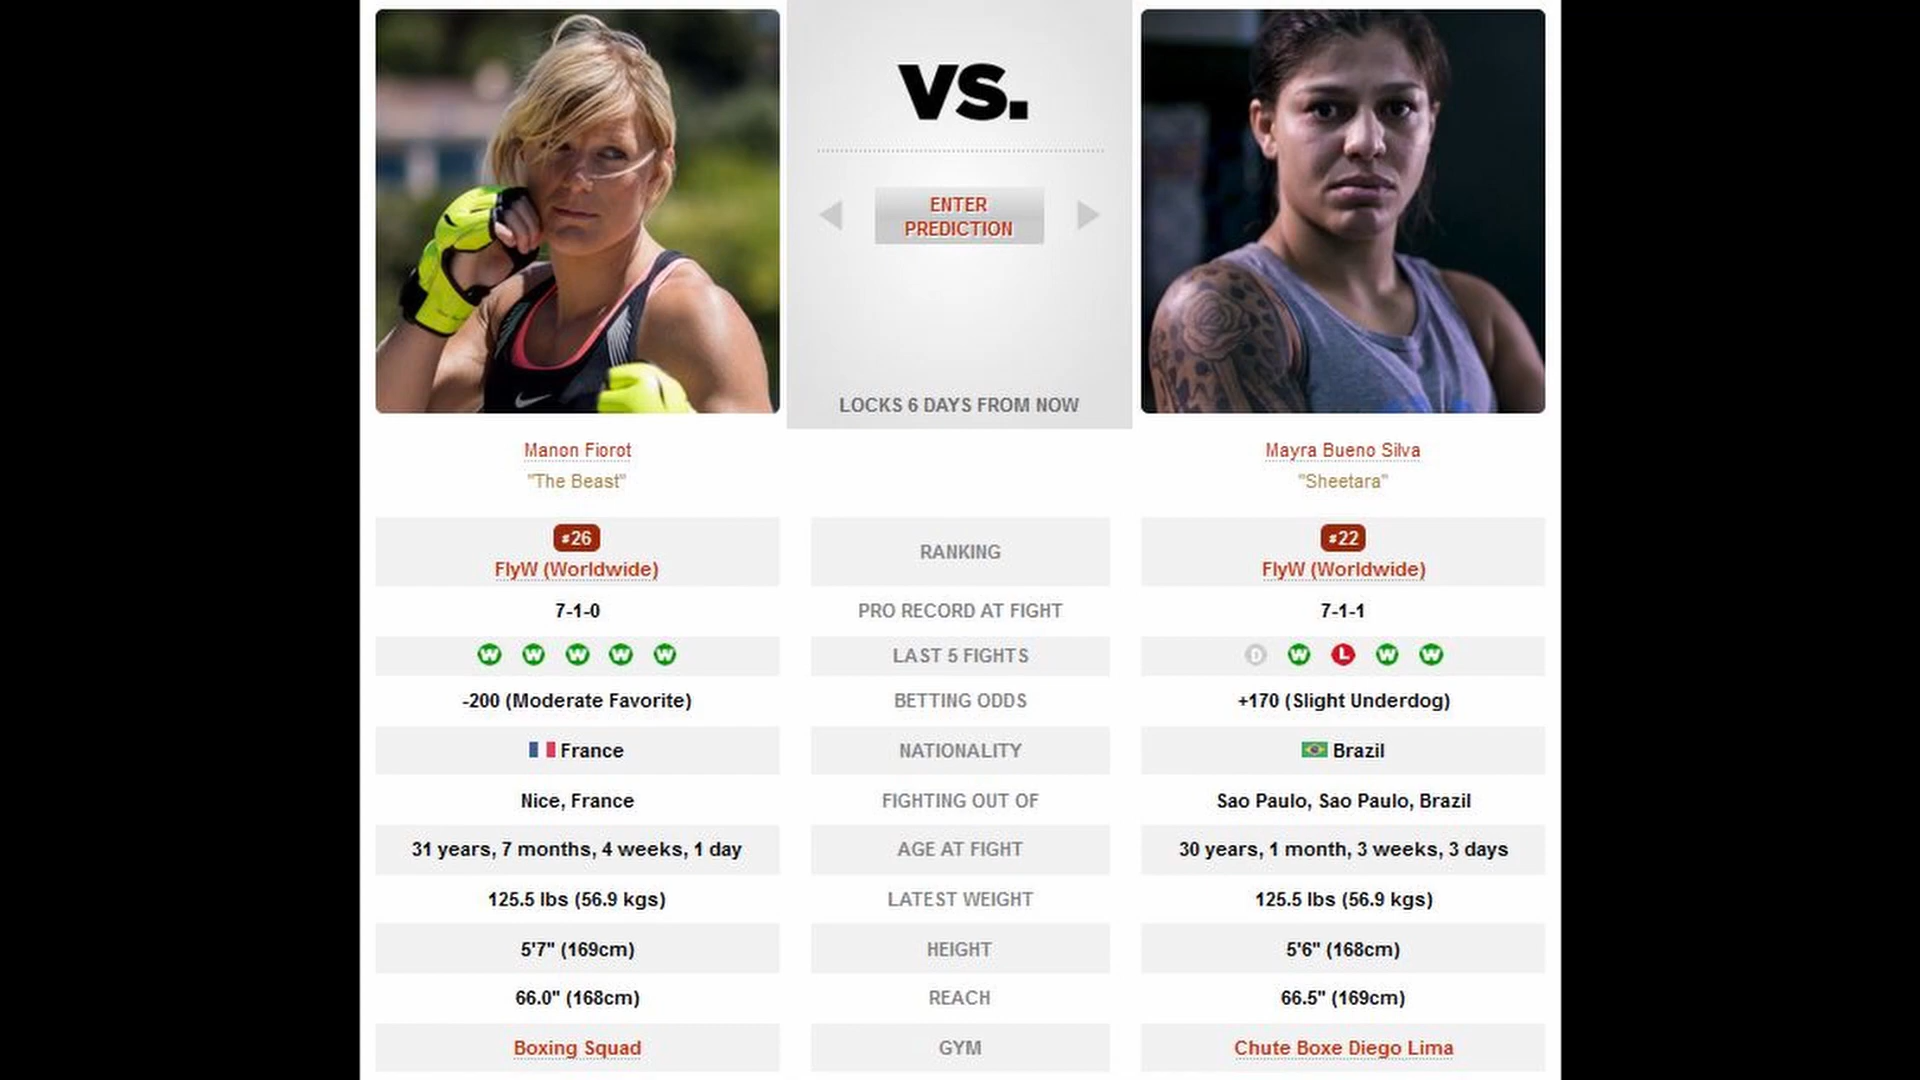 VS.
ENTER
PREDICTION
LOCKS 6 DAYS FROM NOW
Manon Fiorot
Mayra Bueno Silva
"The Beast"
"Sheetara"
#26
#22
FlyW (Worldwide)
RANKING
FlyW (Worldwide)
7-1-0
PRO RECORD AT FIGHT
7-1-1
W W W W W
LAST 5 FIGHTS
D W L W W
-200 (Moderate Favorite)
BETTING ODDS
+170 (Slight Underdog)
France
NATIONALITY
Brazil
Nice, France
FIGHTING OUT OF
Sao Paulo, Sao Paulo, Brazil
31 years, 7 months, 4 weeks, 1 day
AGE AT FIGHT
30 years, 1 month, 3 weeks, 3 days
125.5 lbs (56.9 kgs)
LATEST WEIGHT
125.5 lbs (56.9 kgs)
5'7" (169cm)
HEIGHT
5'6" (168cm)
66.0" (168cm)
REACH
66.5" (169cm)
Boxing Squad
GYM
Chute Boxe Diego Lima